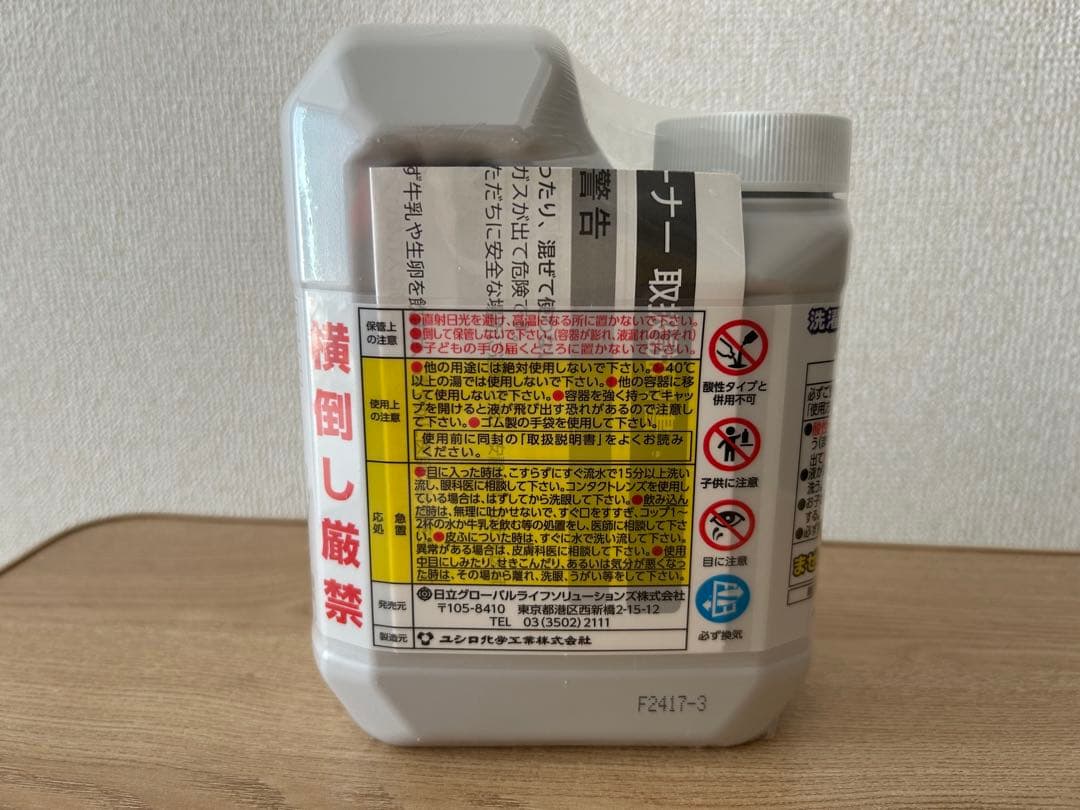 ーナー 取
警告
ったり、混ぜて使
ガスが出て危険で
ただちに安全な場
ず牛乳や生卵を飲
横倒し厳禁
保管上
の注意
●直射日光を避け、高温になる所に置かないで下さい。
●倒して保管しないで下さい。(容器が膨れ、液漏れのおそれ)
●子どもの手の届くところに置かないで下さい。
使用上
の注意
●他の用途には絶対使用しないで下さい。●40℃
以上の湯では使用しないで下さい。●他の容器に移
して使用しないで下さい。●容器を強く持ってキャッ
プを開けると液が飛び出す恐れがあるので注意し
て下さい。●ゴム製の手袋を使用して下さい。
使用前に同封の「取扱説明書」をよくお読み
ください。
応急
処置
●目に入った時は、こすらずにすぐ流水で15分以上洗い
流し、眼科医に相談して下さい。コンタクトレンズを使用し
ている場合は、はずしてから洗眼して下さい。●飲み込ん
だ時は、無理に吐かせないで、すぐ口をすすぎ、コップ1~
2杯の水か牛乳を飲む等の処置をし、医師に相談して下さ
い。●皮ふについた時は、すぐに水で洗い流して下さい。
異常がある場合は、皮膚科医に相談して下さい。●使用
中目にしみたり、せきこんだり、あるいは気分が悪くなっ
た時は、その場から離れ、洗眼、うがい等をして下さい。
発売元
日立グローバルライフソリューションズ株式会社
〒105-8410 東京都港区西新橋2-15-12
TEL 03(3502)2111
製造元
ユシロ化学工業株式会社
酸性タイプと
併用不可
子供に注意
目に注意
必ず換気
洗濯
必ずご
「使用方
●酸性
う(ま
出て
●液が
洗う
●お子
する
●必ず
まぜ
F2417-3